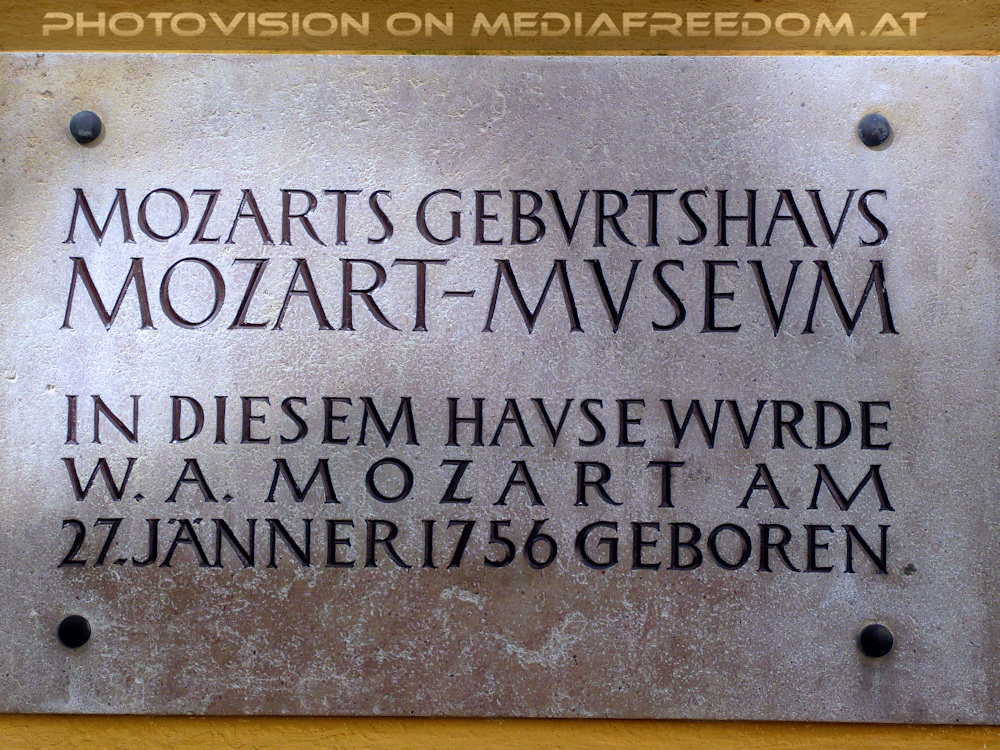 PHOTOVISION ON MEDIAFREEDOM.AT
MOZARTS GEBVRTSHAVS
MOZART-MVSEVM
IN DIESEM HAVSE WVRDE
W. A. MOZART AM
27. JÄNNER 1756 GEBOREN